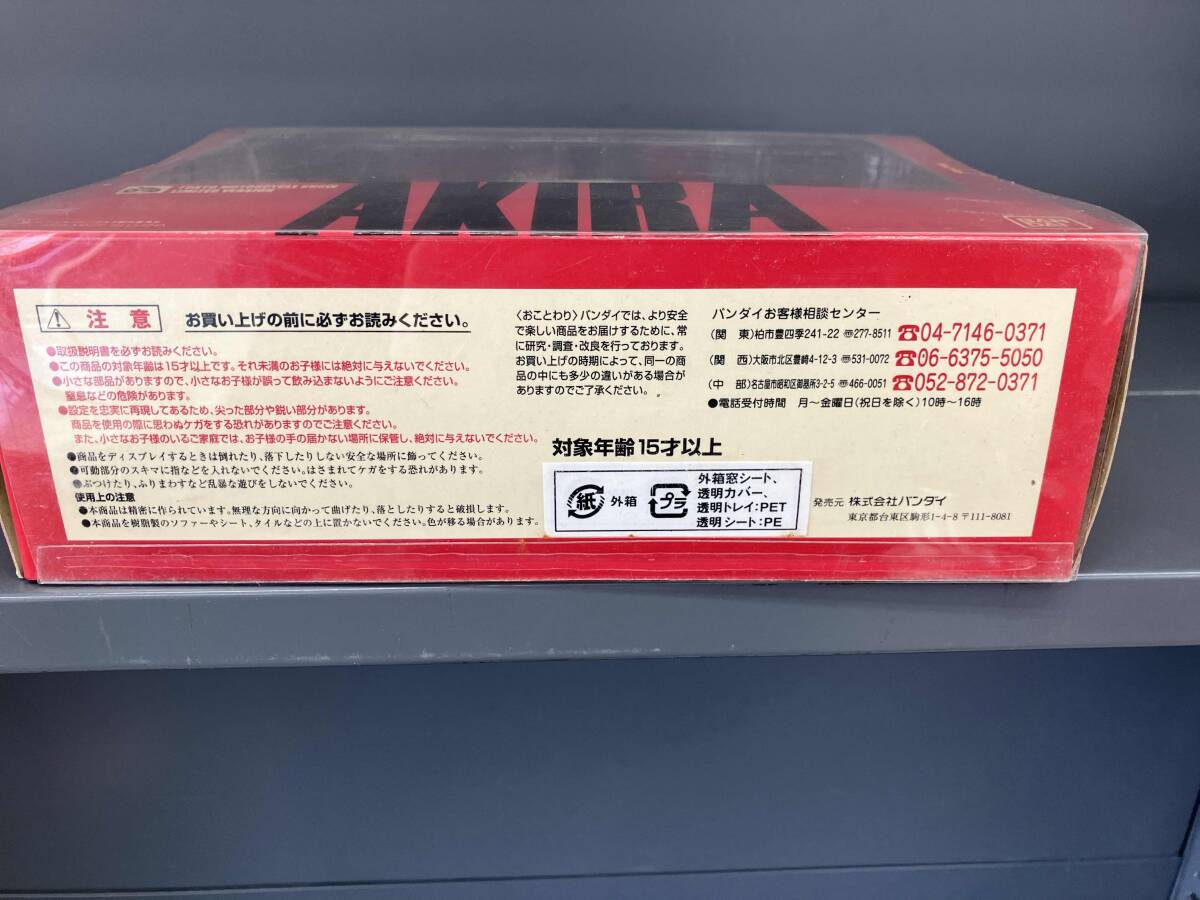 AKIRA
LIMITED VERSION
BAN
DAI
注意
お買い上げの前に必ずお読みください。
●取扱説明書を必ずお読みください。
●この商品の対象年齢は15才以上です。それ未満のお子様には絶対に与えないでください。
●小さな部品がありますので、小さなお子様が誤って飲み込まないようにご注意ください。
窒息などの危険があります。
●設定を忠実に再現してあるため、尖った部分や鋭い部分があります。
商品を使用の際に思わぬケガをする恐れがありますのでご注意ください。
また、小さなお子様のいるご家庭では、お子様の手の届かない場所に保管し、絶対に与えないでください。
●商品をディスプレイするときは倒れたり、落下したりしない安全な場所に飾ってください。
●可動部分のスキマに指などを入れないでください。はさまれてケガをする恐れがあります。
●ぶつけたり、ふりまわすなど乱暴な遊びをしないでください。
使用上の注意
●本商品は精密に作られています。無理な方向に向かって曲げたり、落としたりすると破損します。
●本商品を樹脂製のソファーやシート、タイルなどの上に置かないでください。色が移る場合があります。
〈おことわり〉バンダイでは、より安全
で楽しい商品をお届けするために、常
に研究・調査・改良を行っております。
お買い上げの時期によって、同一の商
品の中にも多少の違いがある場合が
ありますのでご了承ください。
バンダイお客様相談センター
(関 東)柏市豊四季241-22 〠277-8511 ☎04-7146-0371
(関 西)大阪市北区豊崎4-12-3 〠531-0072 ☎06-6375-5050
(中 部)名古屋市昭和区御器所3-2-5 〠466-0051 ☎052-872-0371
●電話受付時間 月〜金曜日(祝日を除く)10時〜16時
対象年齢15才以上
紙 外箱
プラ
外箱窓シート、
透明カバー、
透明トレイ:PET
透明シート:PE
発売元 株式会社バンダイ
東京都台東区駒形1-4-8 〒111-8081